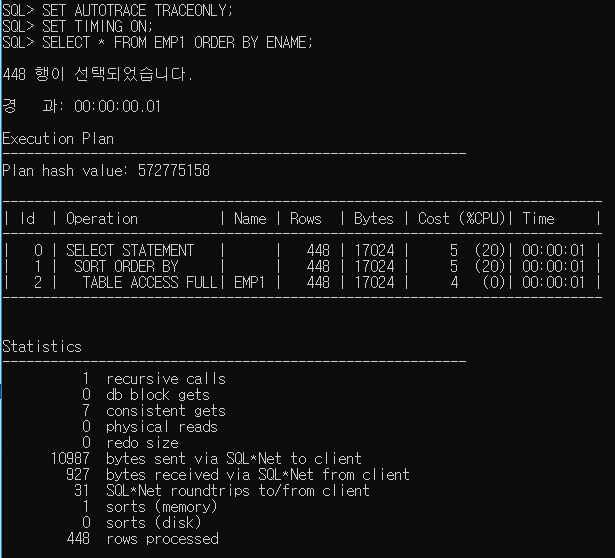 SQL> SET AUTOTRACE TRACEONLY;
SQL> SET TIMING ON;
SQL> SELECT * FROM EMP1 ORDER BY ENAME;
448 행이 선택되었습니다.
경   과: 00:00:00.01
Execution Plan
----------------------------------------------------------
Plan hash value: 572775158
---------------------------------------------------------------------------
| Id  | Operation          | Name | Rows  | Bytes | Cost (%CPU)| Time     |
---------------------------------------------------------------------------
|   0 | SELECT STATEMENT   |      |   448 | 17024 |     5  (20)| 00:00:01 |
|   1 |  SORT ORDER BY     |      |   448 | 17024 |     5  (20)| 00:00:01 |
|   2 |   TABLE ACCESS FULL| EMP1 |   448 | 17024 |     4   (0)| 00:00:01 |
---------------------------------------------------------------------------
Statistics
----------------------------------------------------------
          1  recursive calls
          0  db block gets
          7  consistent gets
          0  physical reads
          0  redo size
      10987  bytes sent via SQL*Net to client
        927  bytes received via SQL*Net from client
         31  SQL*Net roundtrips to/from client
          1  sorts (memory)
          0  sorts (disk)
        448  rows processed